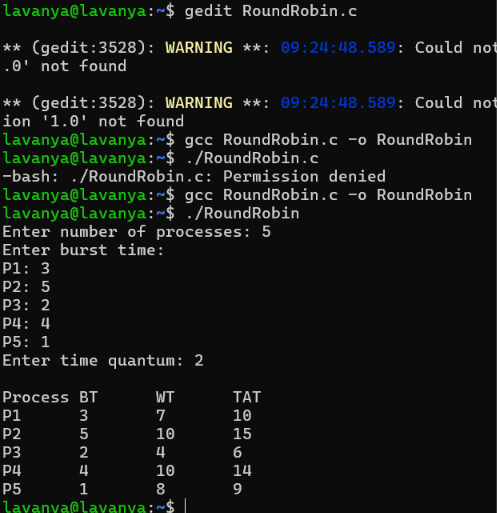 lavanya@lavanya:~$ gedit RoundRobin.c
** (gedit:3528): WARNING **: 09:24:48.589: Could not
.0' not found
** (gedit:3528): WARNING **: 09:24:48.589: Could not
ion '1.0' not found
lavanya@lavanya:~$ gcc RoundRobin.c -o RoundRobin
lavanya@lavanya:~$ ./RoundRobin.c
-bash: ./RoundRobin.c: Permission denied
lavanya@lavanya:~$ gcc RoundRobin.c -o RoundRobin
lavanya@lavanya:~$ ./RoundRobin
Enter number of processes: 5
Enter burst time:
P1: 3
P2: 5
P3: 2
P4: 4
P5: 1
Enter time quantum: 2
Process BT WT TAT
P1 3 7 10
P2 5 10 15
P3 2 4 6
P4 4 10 14
P5 1 8 9
lavanya@lavanya:~$